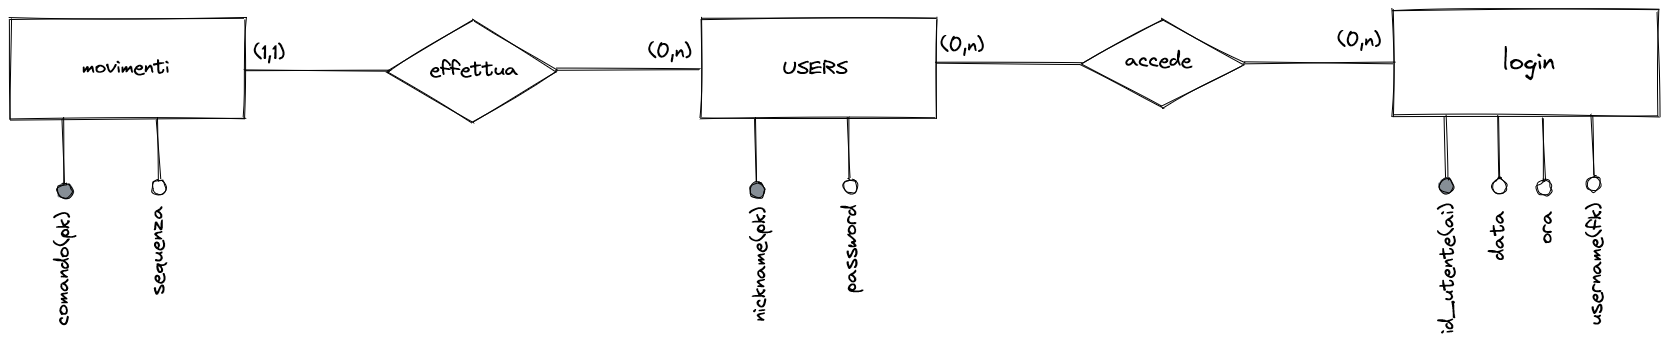 movimenti
(1,1)
effettua
(0,n)
USERS
(0,n)
accede
(0,n)
login
comando(pk)
sequenza
nickname(pk)
password
id_utente(ai)
data
ora
username(fk)